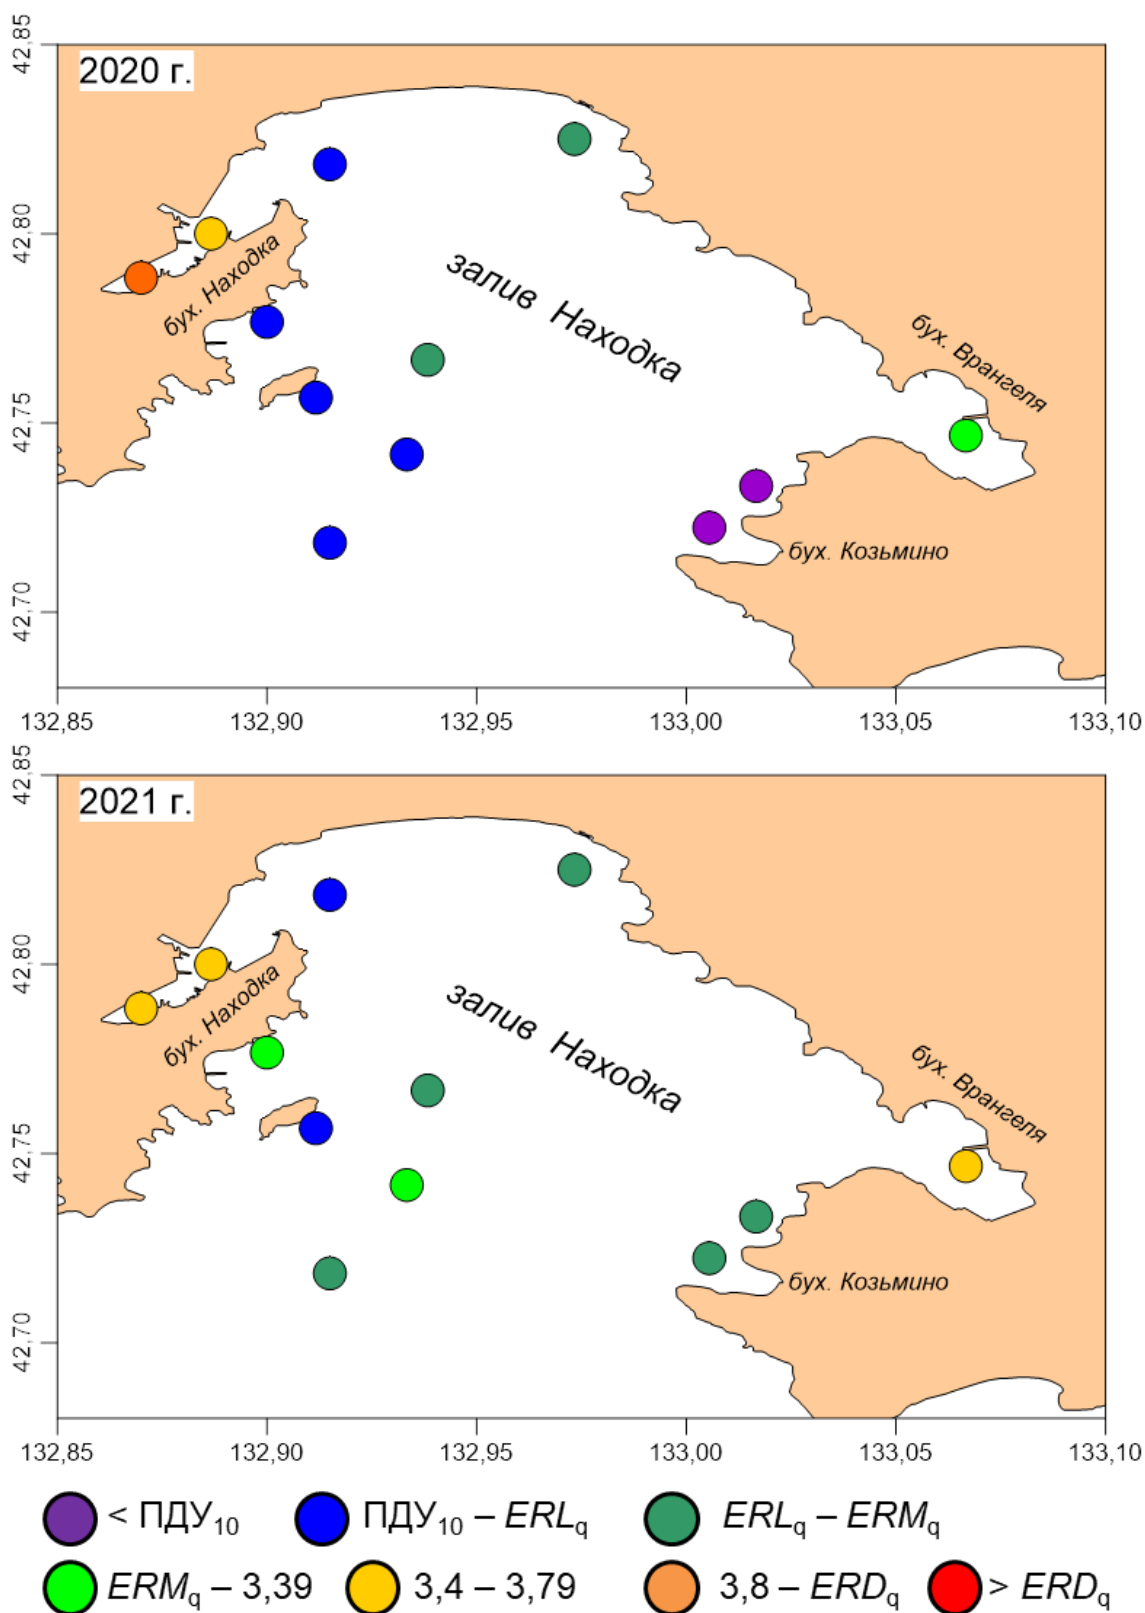 42,85
2020 г.
42,80
бух. Находка
залив Находка
бух. Врангеля
42,75
бух. Козьмино
42,70
132,85 132,90 132,95 133,00 133,05 133,10
42,85
2021 г.
42,80
бух. Находка
залив Находка
бух. Врангеля
42,75
бух. Козьмино
42,70
132,85 132,90 132,95 133,00 133,05 133,10
< ПДУ₁₀ ПДУ₁₀ – ERLq ERLq – ERMq
ERMq – 3,39 3,4 – 3,79 3,8 – ERDq > ERDq